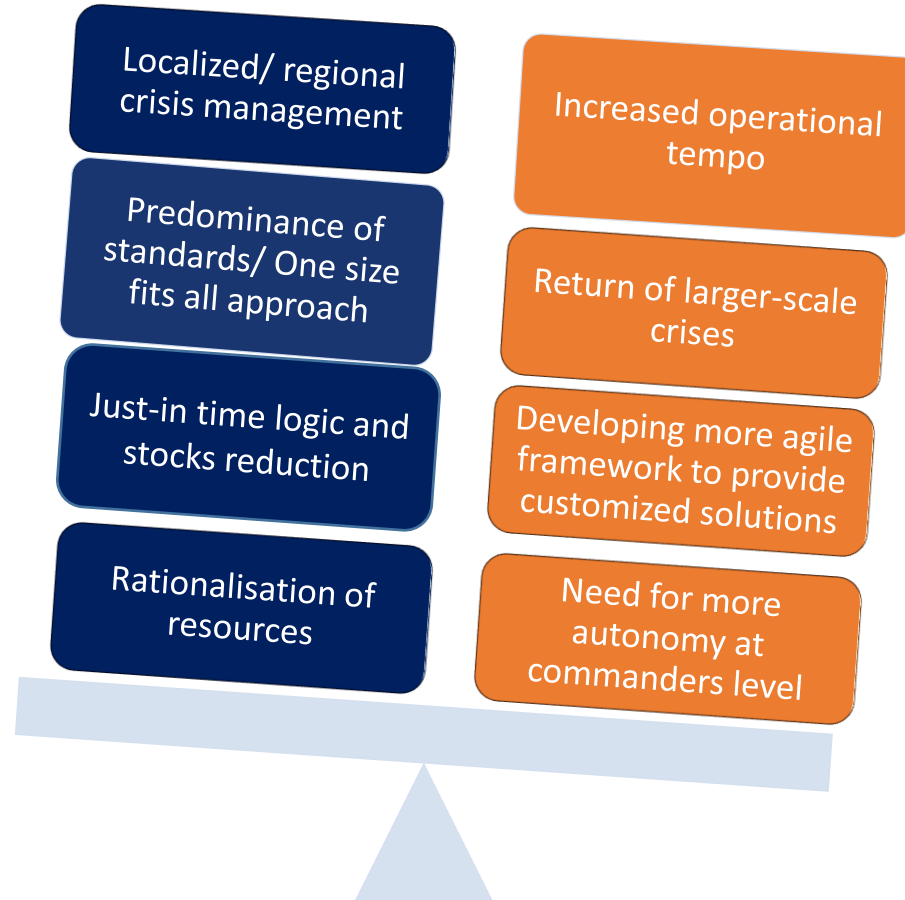 Localized/ regional
crisis management
Predominance of
standards/ One size
fits all approach
Just-in time logic and
stocks reduction
Rationalisation of
resources
Increased operational
tempo
Return of larger-scale
crises
Developing more agile
framework to provide
customized solutions
Need for more
autonomy at
commanders level